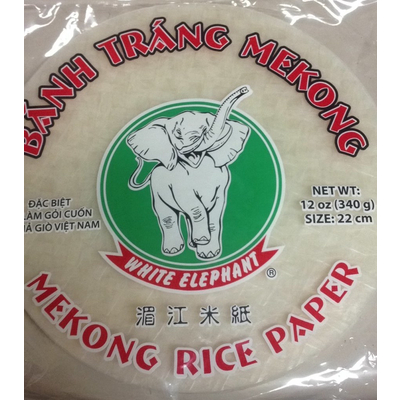 BÁNH TRÁNG MEKONG
ĐẶC BIỆT
LÀM GỎI CUỐN
CHẢ GIÒ VIỆT NAM
NET WT:
12 oz (340 g)
SIZE: 22 cm
WHITE ELEPHANT ®
湄江米紙
MEKONG RICE PAPER